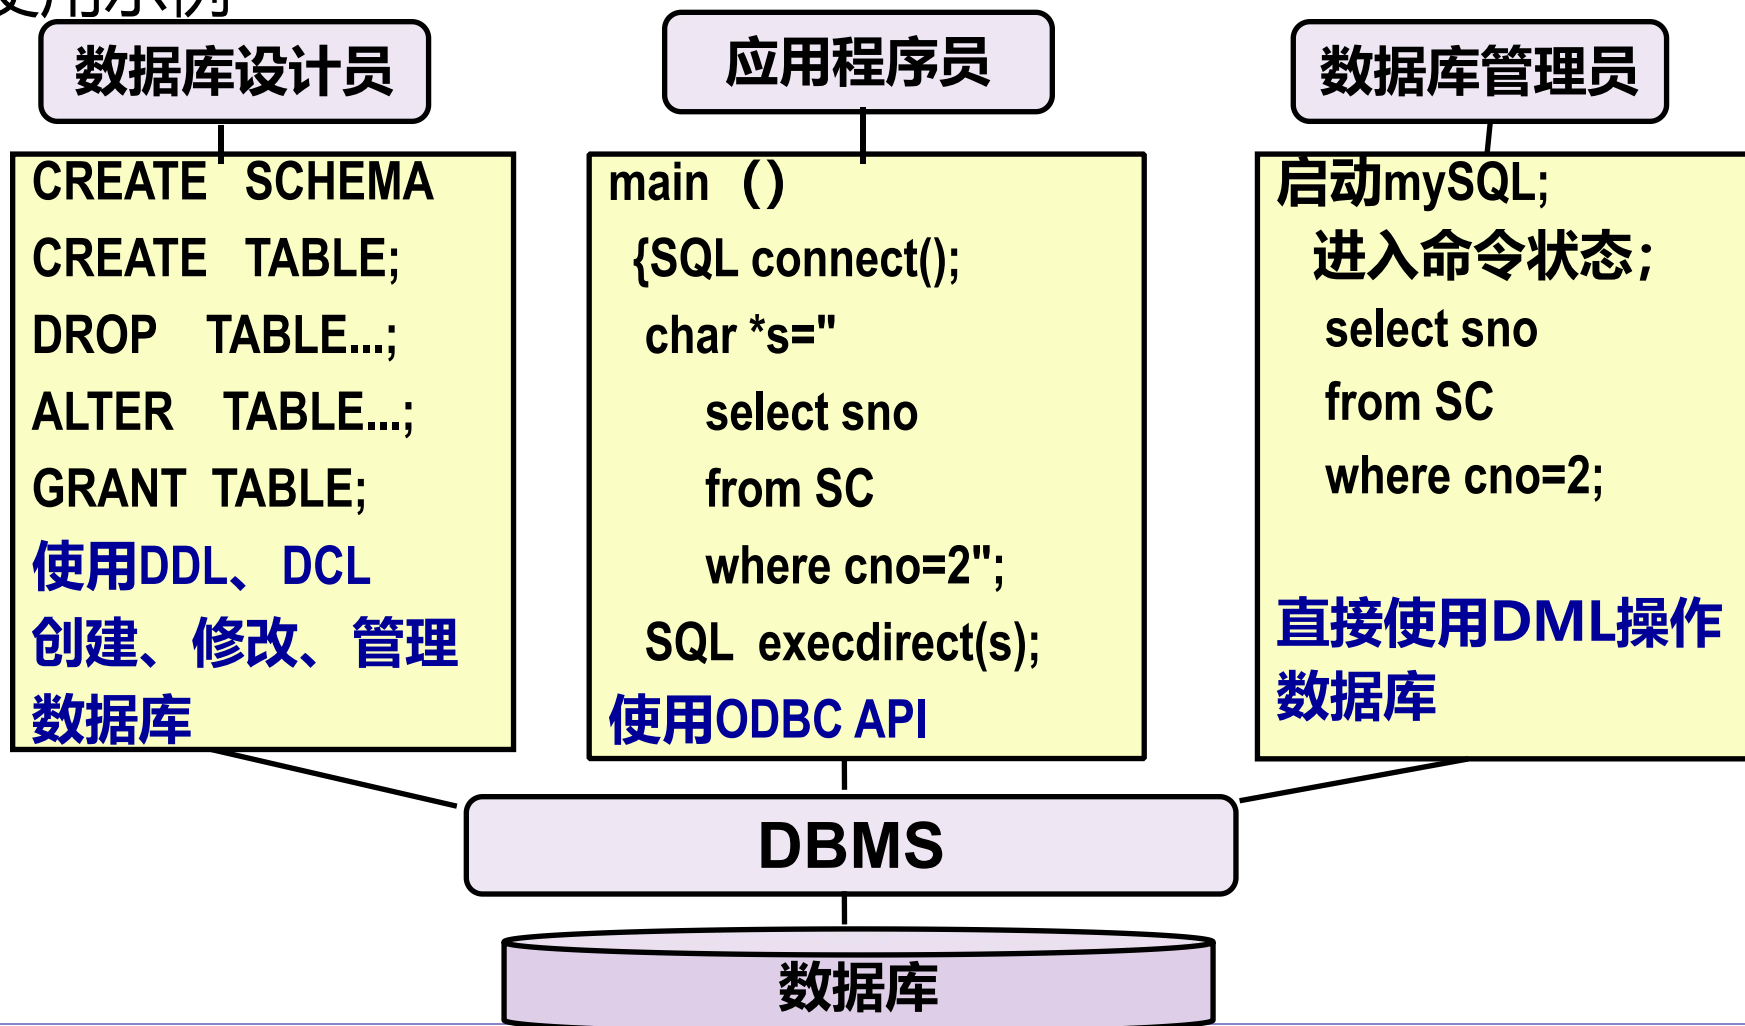 使用示例
数据库设计员
CREATE SCHEMA
CREATE TABLE;
DROP TABLE...;
ALTER TABLE...;
GRANT TABLE;
使用DDL、DCL
创建、修改、管理
数据库
应用程序员
main（）
{SQL connect();
char *s="
select sno
from SC
where cno=2";
SQL execdirect(s);
使用ODBC API
数据库管理员
启动mySQL;
进入命令状态;
select sno
from SC
where cno=2;
直接使用DML操作
数据库
DBMS
数据库